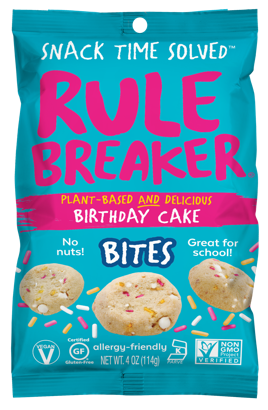 SNACK TIME SOLVED™
RULE
BREAKER
PLANT-BASED AND DELICIOUS
BIRTHDAY CAKE
No
nuts!
BITES
Great for
school!
VEGAN
Certified
GF
Gluten-Free
allergy-friendly
NET WT. 4 OZ (114g)
K
NON
GMO
Project
VERIFIED